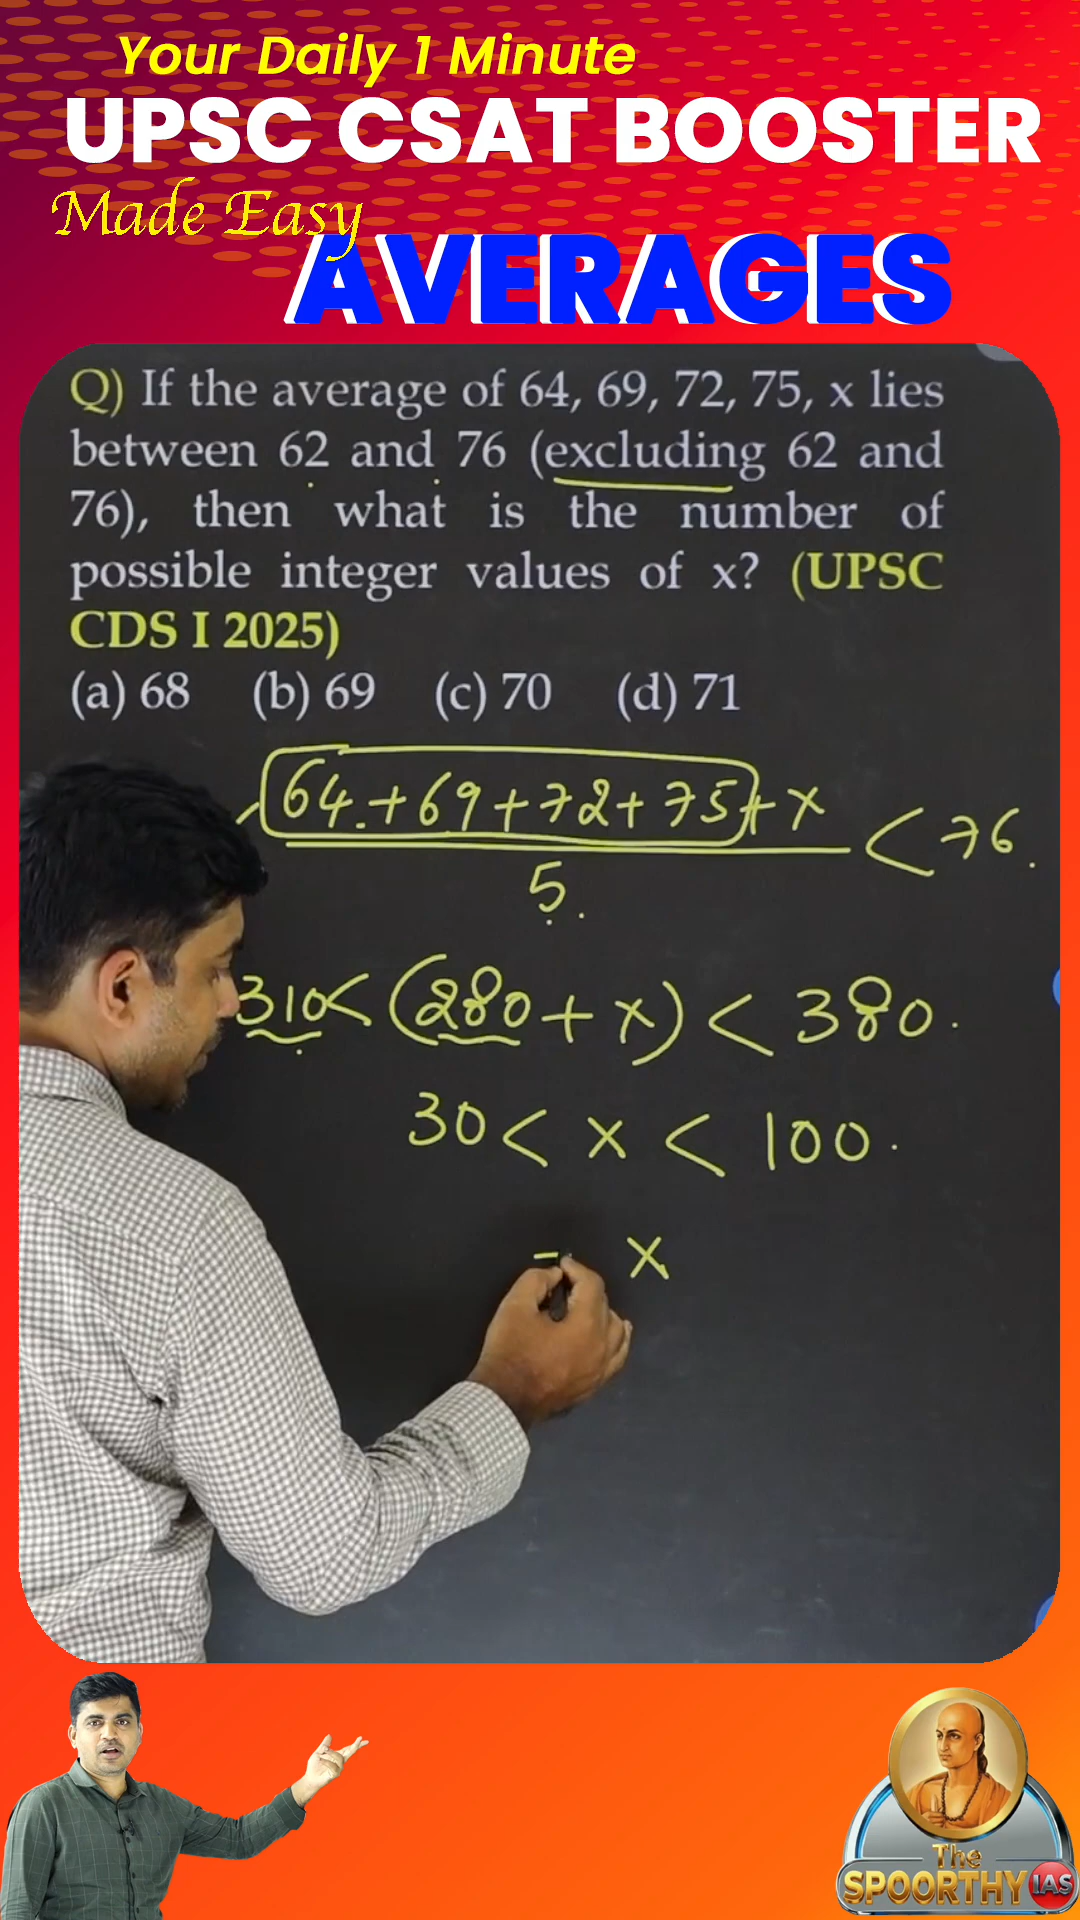 Your Daily 1 Minute
UPSC CSAT BOOSTER
Made Easy
AVERAGES
Q) If the average of 64, 69, 72, 75, x lies
between 62 and 76 (excluding 62 and
76), then what is the number of
possible integer values of x? (UPSC
CDS I 2025)
(a) 68 (b) 69 (c) 70 (d) 71
64 + 69 + 72 + 75 + x < 76
5
310 < (280 + x) < 380
30 < x < 100
x
The
SPOORTHY IAS